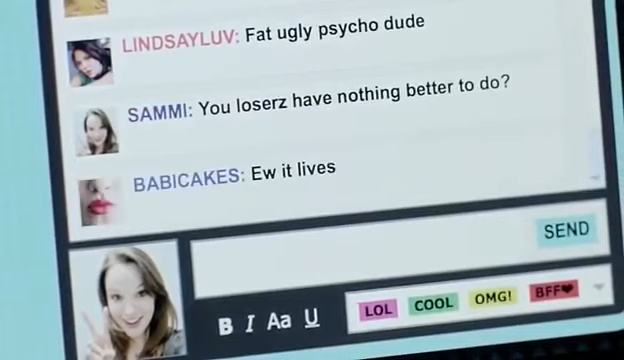 LINDSAYLUV: Fat ugly psycho dude
SAMMI: You loserz have nothing better to do?
BABICAKES: Ew it lives
SEND
B I Aa U
LOL COOL OMG! BFF❤